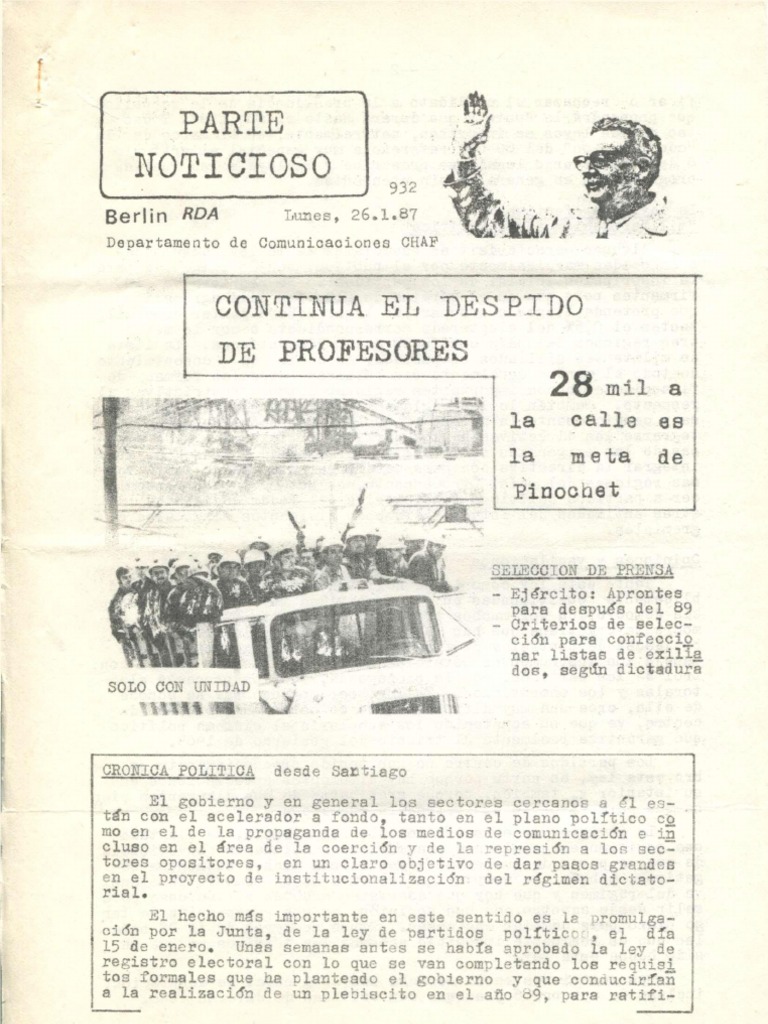 PARTE
NOTICIOSO
932
Berlin RDA Lunes, 26.1.87
Departamento de Comunicaciones CHAF
CONTINUA EL DESPIDO
DE PROFESORES
28 mil a
la calle es
la meta de
Pinochet
SELECCION DE PRENSA
- Ejército: Aprontes
para después del 89
- Criterios de selec-
ción para confeccio
nar listas de exilia
dos, según dictadura
SOLO CON UNIDAD
CRONICA POLITICA desde Santiago
El gobierno y en general los sectores cercanos a él es-
tán con el acelerador a fondo, tanto en el plano político co
mo en el de la propaganda de los medios de comunicación e in
cluso en el área de la coerción y de la represión a los sec-
tores opositores, en un claro objetivo de dar pasos grandes
en el proyecto de institucionalización del régimen dictato-
rial.
El hecho más importante en este sentido es la promulga-
ción por la Junta, de la ley de partidos políticos, el día
15 de enero. Unas semanas antes se había aprobado la ley de
registro electoral con lo que se van completando los requisi
tos formales que ha planteado el gobierno y que conducirían
a la realización de un plebiscito en el año 89, para ratifi-